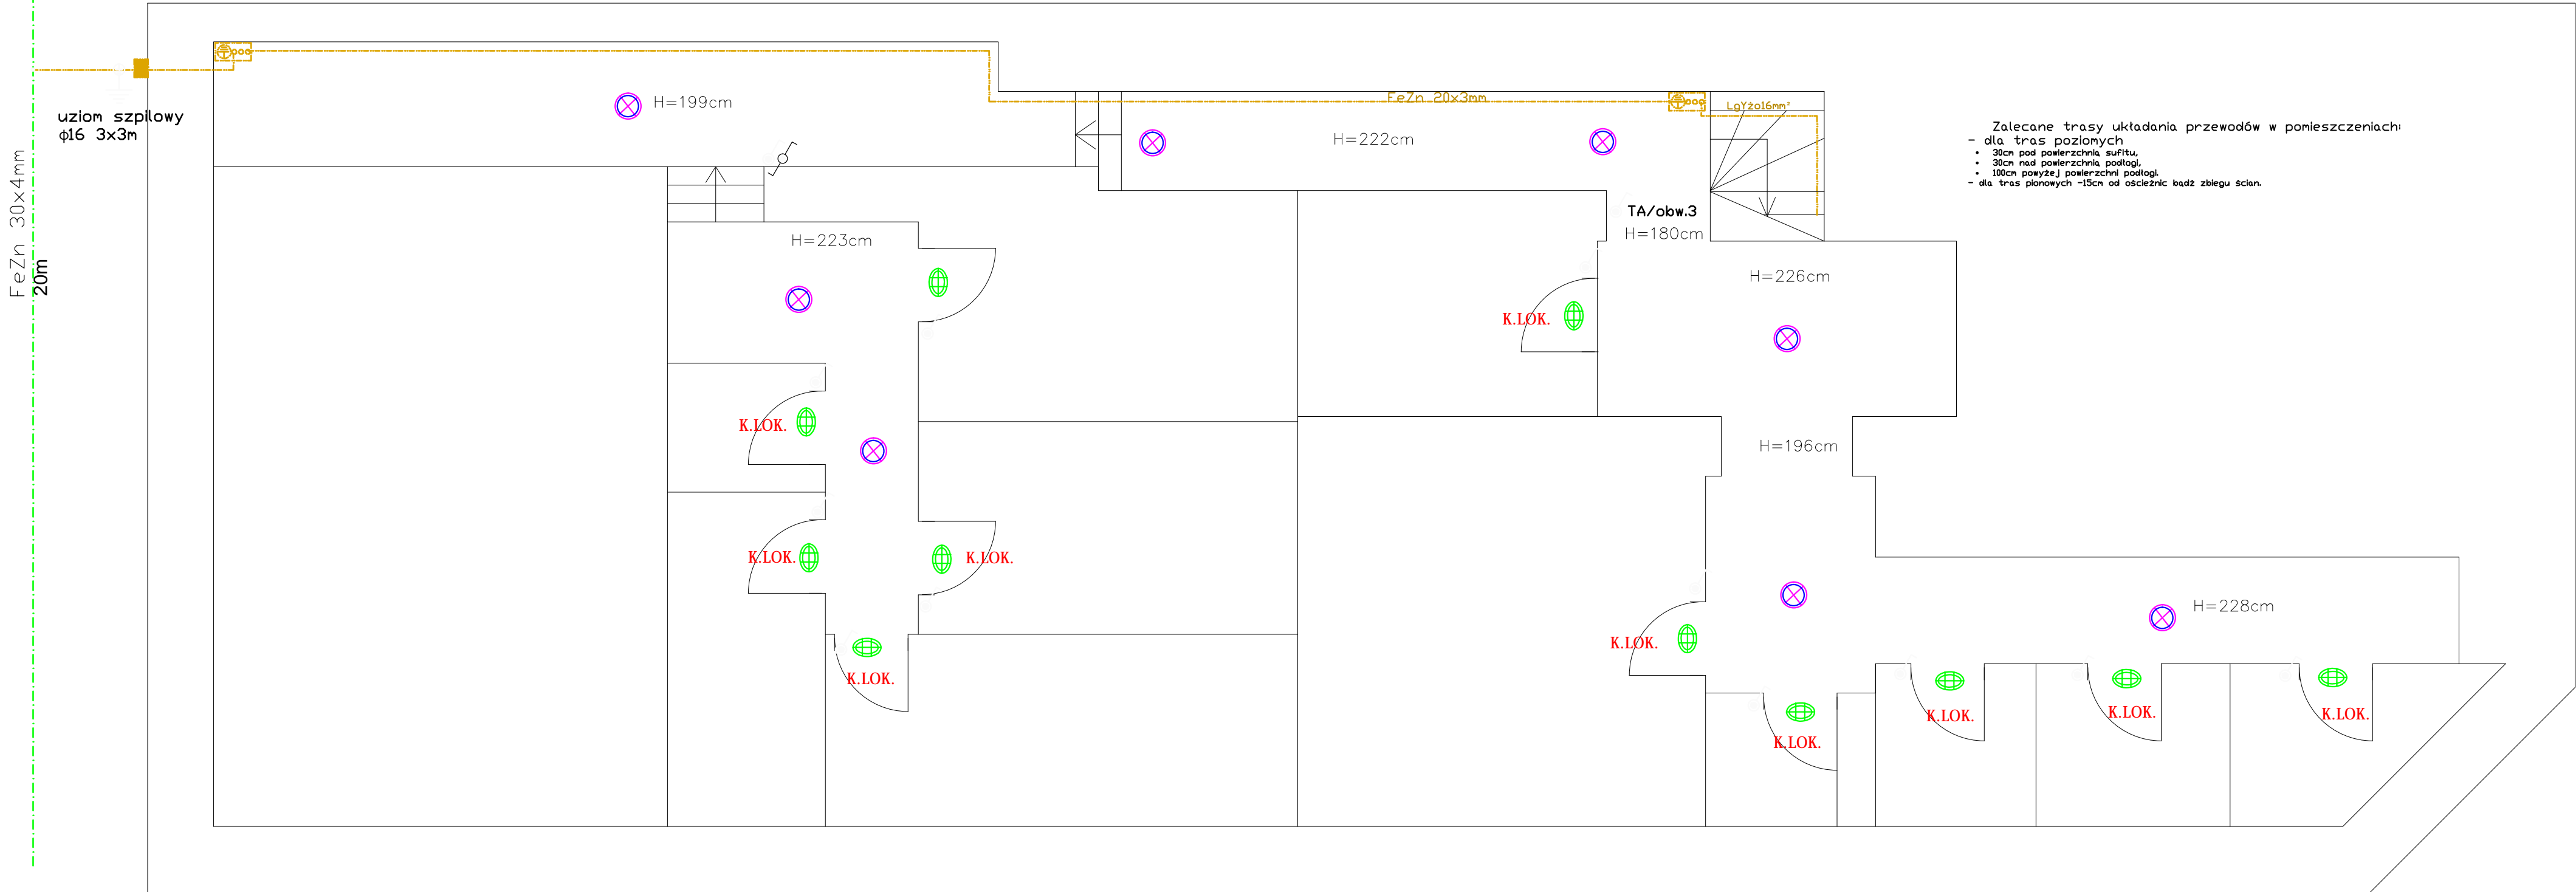 FeZn 20x3mm
LgYżo16mm²
H=199cm
uziom szpilowy
φ16 3x3m
H=222cm
Zalecane trasy układania przewodów w pomieszczeniach:
- dla tras poziomych
• 30cm pod powierzchnią sufitu,
• 30cm nad powierzchnią podłogi,
• 100cm powyżej powierzchni podłogi.
- dla tras pionowych -15cm od ościeżnic bądź zbiegu ścian.
FeZn 30x4mm
20m
TA/obw.3
H=180cm
H=223cm
H=226cm
K.LOK.
K.LOK.
H=196cm
K.LOK.
K.LOK.
H=228cm
K.LOK.
K.LOK.
K.LOK.
K.LOK.
K.LOK.
K.LOK.